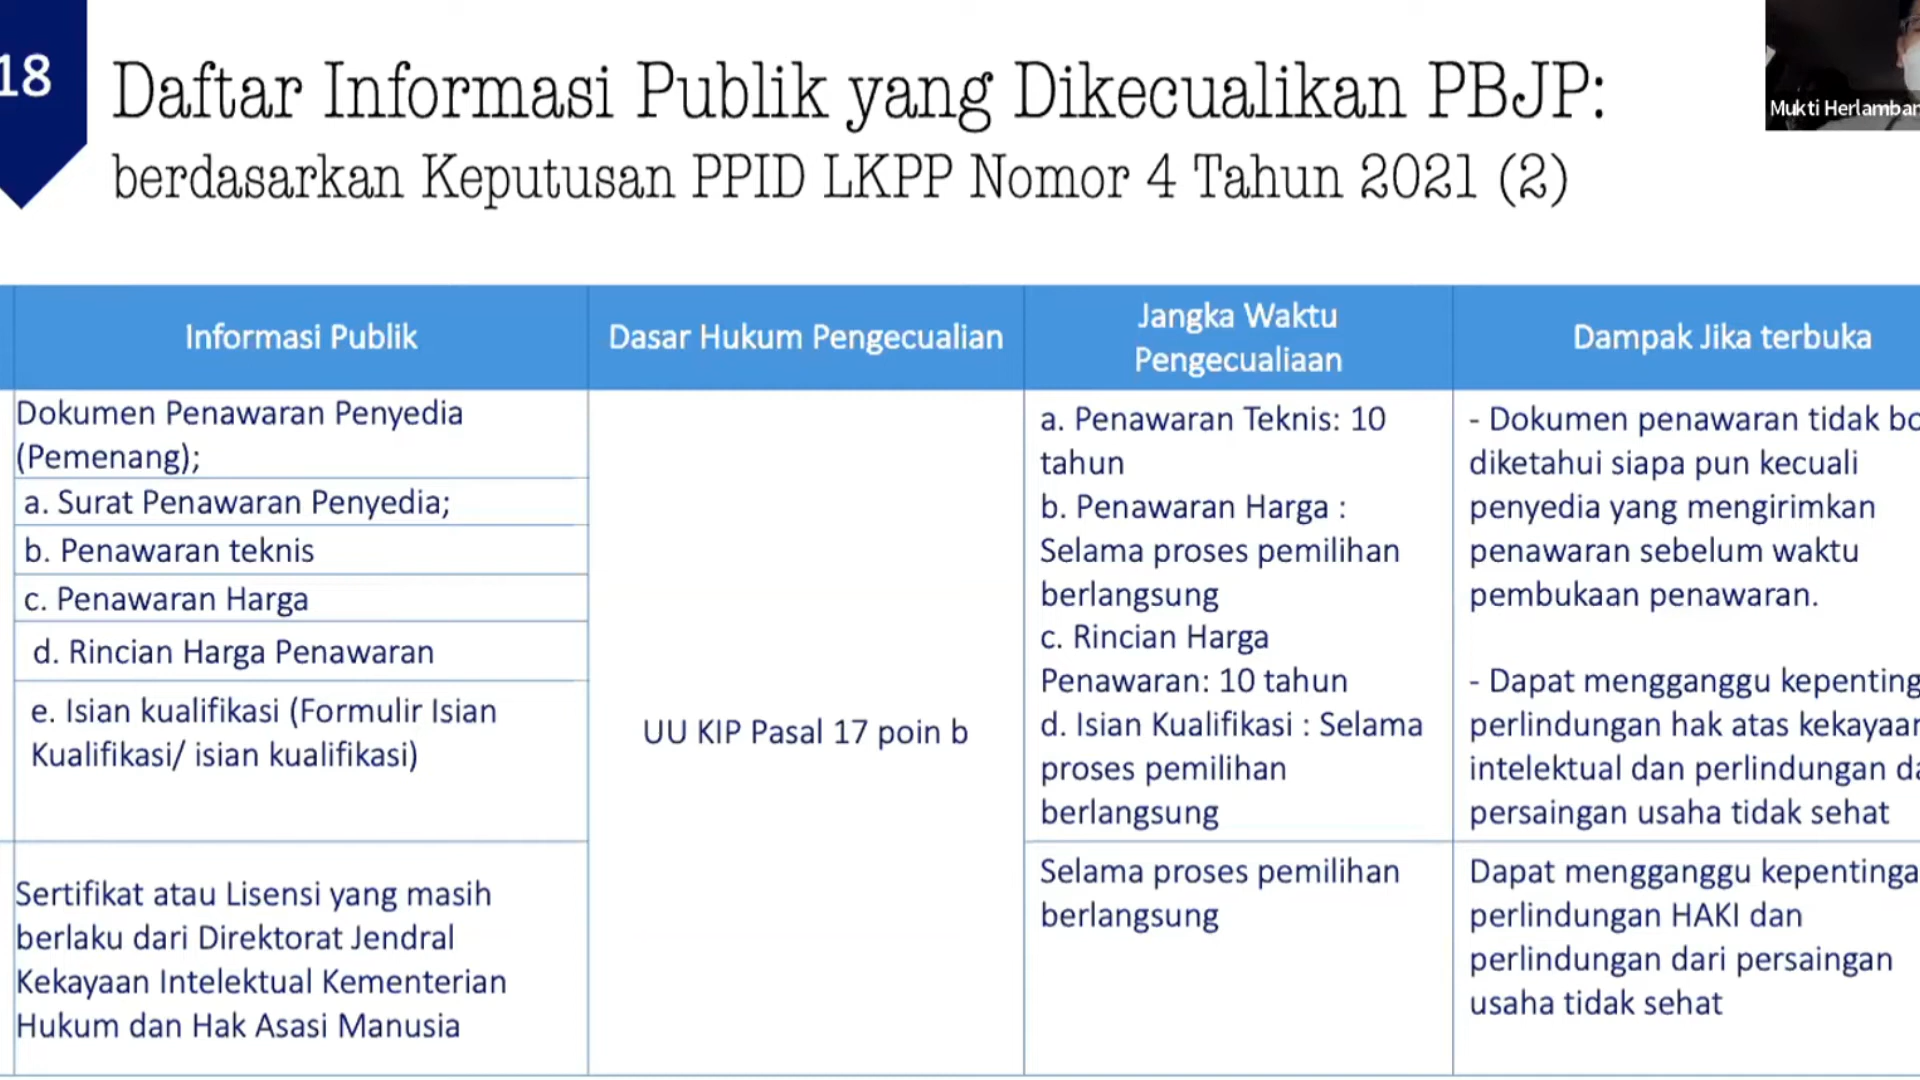 18
Daftar Informasi Publik yang Dikecualikan PBJP:
berdasarkan Keputusan PPID LKPP Nomor 4 Tahun 2021 (2)
Mukti
Informasi Publik
Dasar Hukum Pengecualian
Jangka Waktu
Pengecualiaan
Dampak Jika terbuka
Dokumen Penawaran Penyedia
(Pemenang);
a. Surat Penawaran Penyedia;
b. Penawaran teknis
c. Penawaran Harga
d. Rincian Harga Penawaran
e. Isian kualifikasi (Formulir Isian
Kualifikasi/ isian kualifikasi)
UU KIP Pasal 17 poin b
a. Penawaran Teknis: 10
tahun
b. Penawaran Harga :
Selama proses pemilihan
berlangsung
c. Rincian Harga
Penawaran: 10 tahun
d. Isian Kualifikasi : Selama
proses pemilihan
berlangsung
- Dokumen penawaran tidak
diketahui siapa pun kecuali
penyedia yang mengirimkan
penawaran sebelum waktu
pembukaan penawaran.
- Dapat mengganggu
perlindungan hak atas
intelektual dan perlindungan
persaingan usaha tidak sehat
Sertifikat atau Lisensi yang masih
berlaku dari Direktorat Jendral
Kekayaan Intelektual Kementerian
Hukum dan Hak Asasi Manusia
Selama proses pemilihan
berlangsung
Dapat mengganggu
perlindungan HAKI dan
perlindungan dari persaingan
usaha tidak sehat